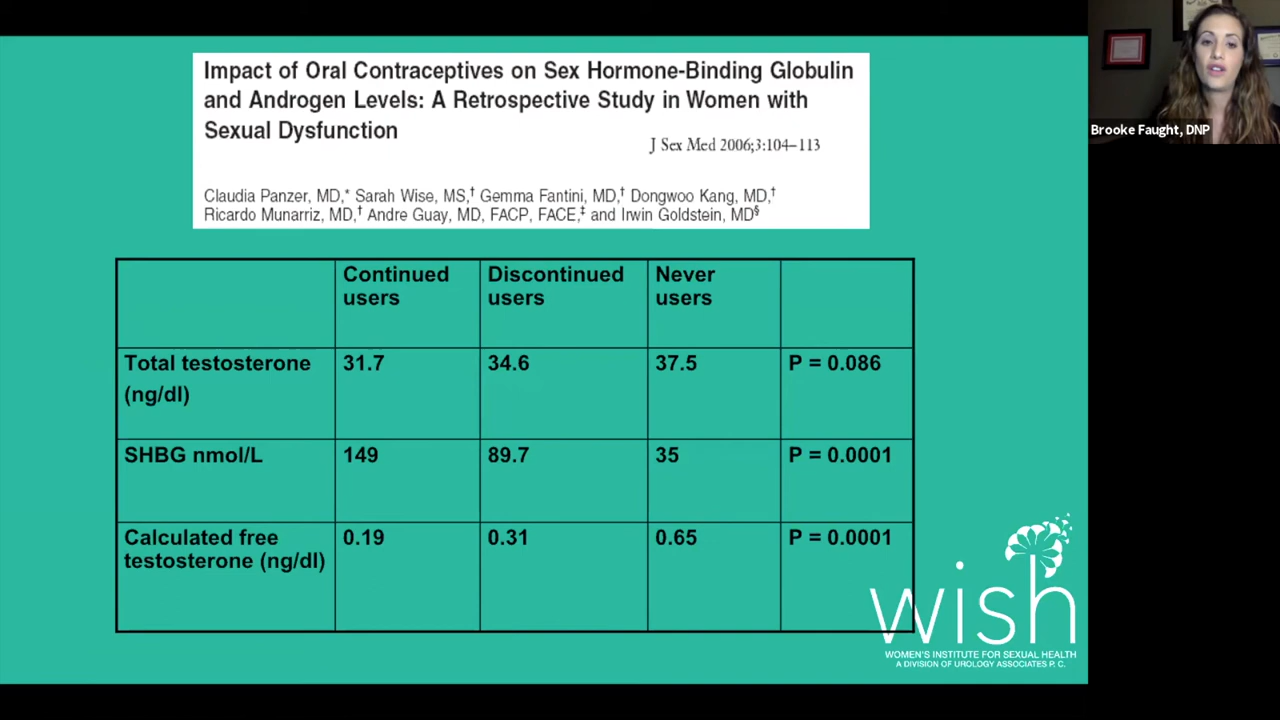 Impact of Oral Contraceptives on Sex Hormone-Binding Globulin
and Androgen Levels: A Retrospective Study in Women with
Sexual Dysfunction
J Sex Med 2006;3:104–113
Claudia Panzer, MD,* Sarah Wise, MS,† Gemma Fantini, MD,† Dongwoo Kang, MD,†
Ricardo Munarriz, MD,† Andre Guay, MD, FACP, FACE,‡ and Irwin Goldstein, MD§
Brooke Faught, DNP
Continued users
Discontinued users
Never users
Total testosterone (ng/dl)
31.7
34.6
37.5
P = 0.086
SHBG nmol/L
149
89.7
35
P = 0.0001
Calculated free testosterone (ng/dl)
0.19
0.31
0.65
P = 0.0001
wish
WOMEN'S INSTITUTE FOR SEXUAL HEALTH
A DIVISION OF UROLOGY ASSOCIATES P.C.